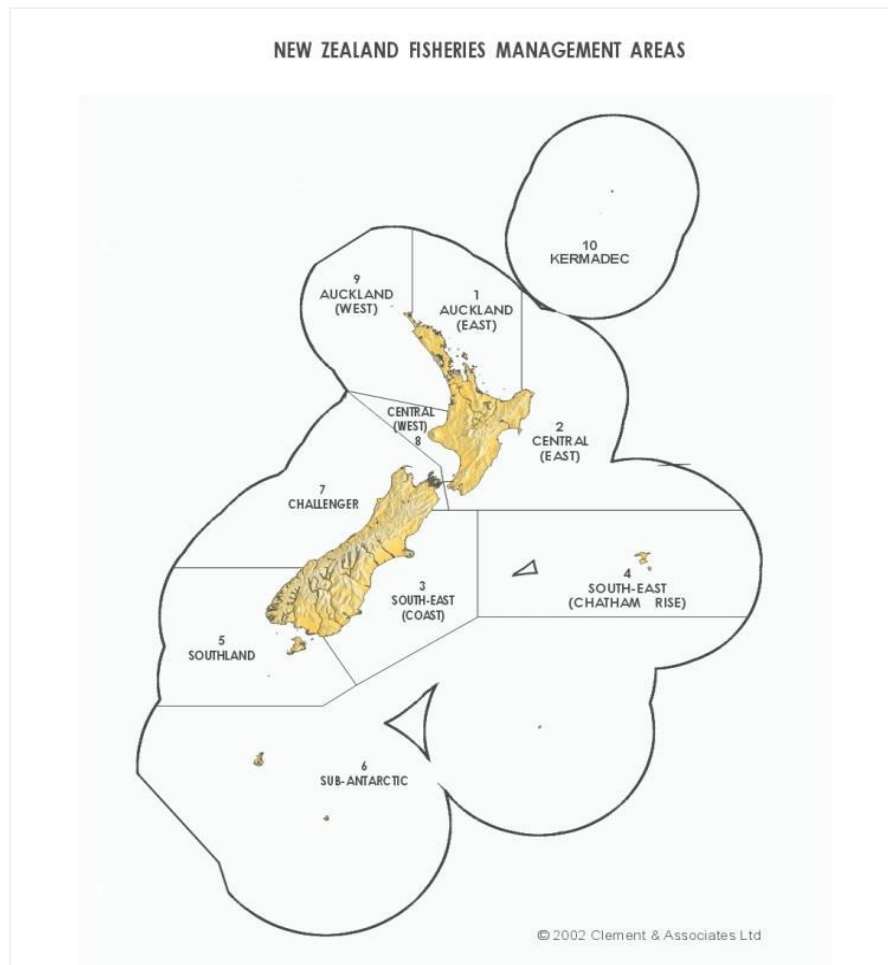 NEW ZEALAND FISHERIES MANAGEMENT AREAS
10
KERMADEC
9
AUCKLAND
(WEST)
1
AUCKLAND
(EAST)
CENTRAL
(WEST)
8
2
CENTRAL
(EAST)
7
CHALLENGER
3
SOUTH-EAST
(COAST)
4
SOUTH-EAST
(CHATHAM RISE)
5
SOUTHLAND
6
SUB-ANTARCTIC
© 2002 Clement & Associates Ltd